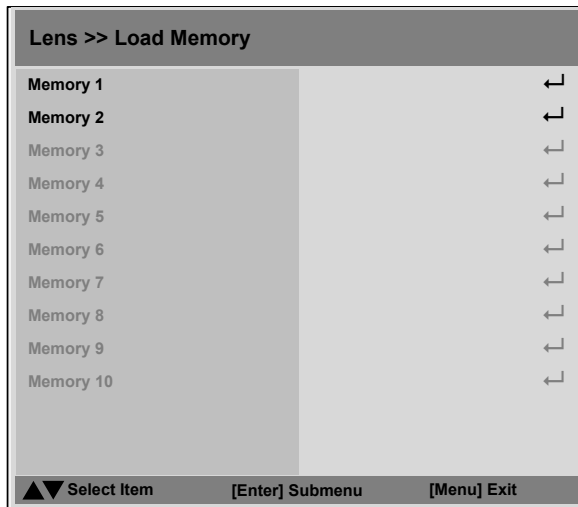 Lens >> Load Memory
Memory 1
Memory 2
Memory 3
Memory 4
Memory 5
Memory 6
Memory 7
Memory 8
Memory 9
Memory 10
Select Item [Enter] Submenu [Menu] Exit